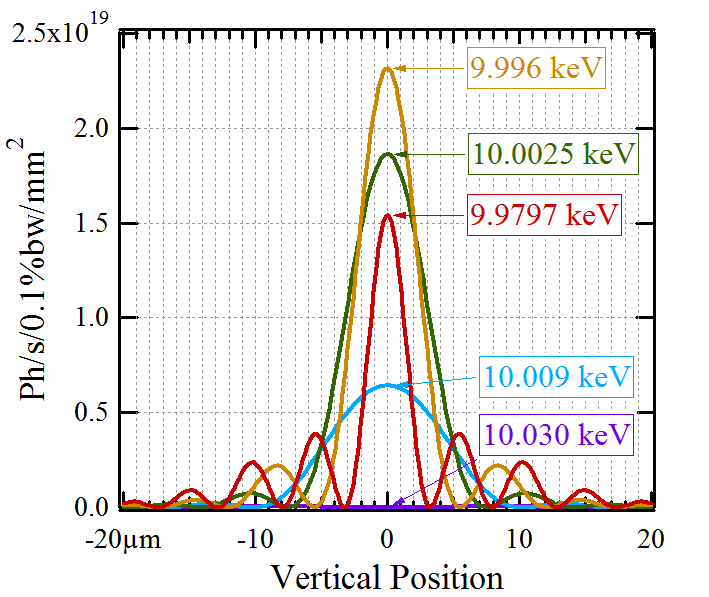 2.5x10^19
9.996 keV
2.0
10.0025 keV
1.5
9.9797 keV
Ph/s/0.1%bw/mm^2
1.0
10.009 keV
0.5
10.030 keV
0.0
-20µm -10 0 10 20
Vertical Position